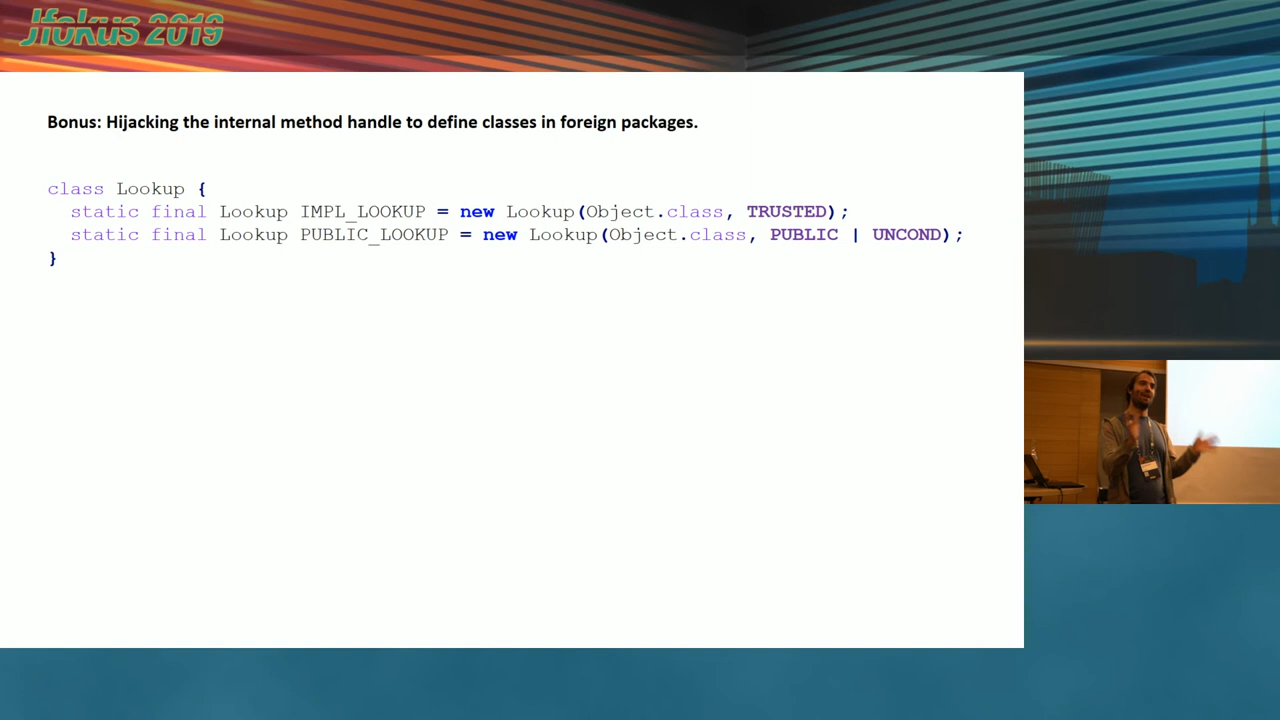 Jfokus 2019
Bonus: Hijacking the internal method handle to define classes in foreign packages.
class Lookup {
  static final Lookup IMPL_LOOKUP = new Lookup(Object.class, TRUSTED);
  static final Lookup PUBLIC_LOOKUP = new Lookup(Object.class, PUBLIC | UNCOND);
}